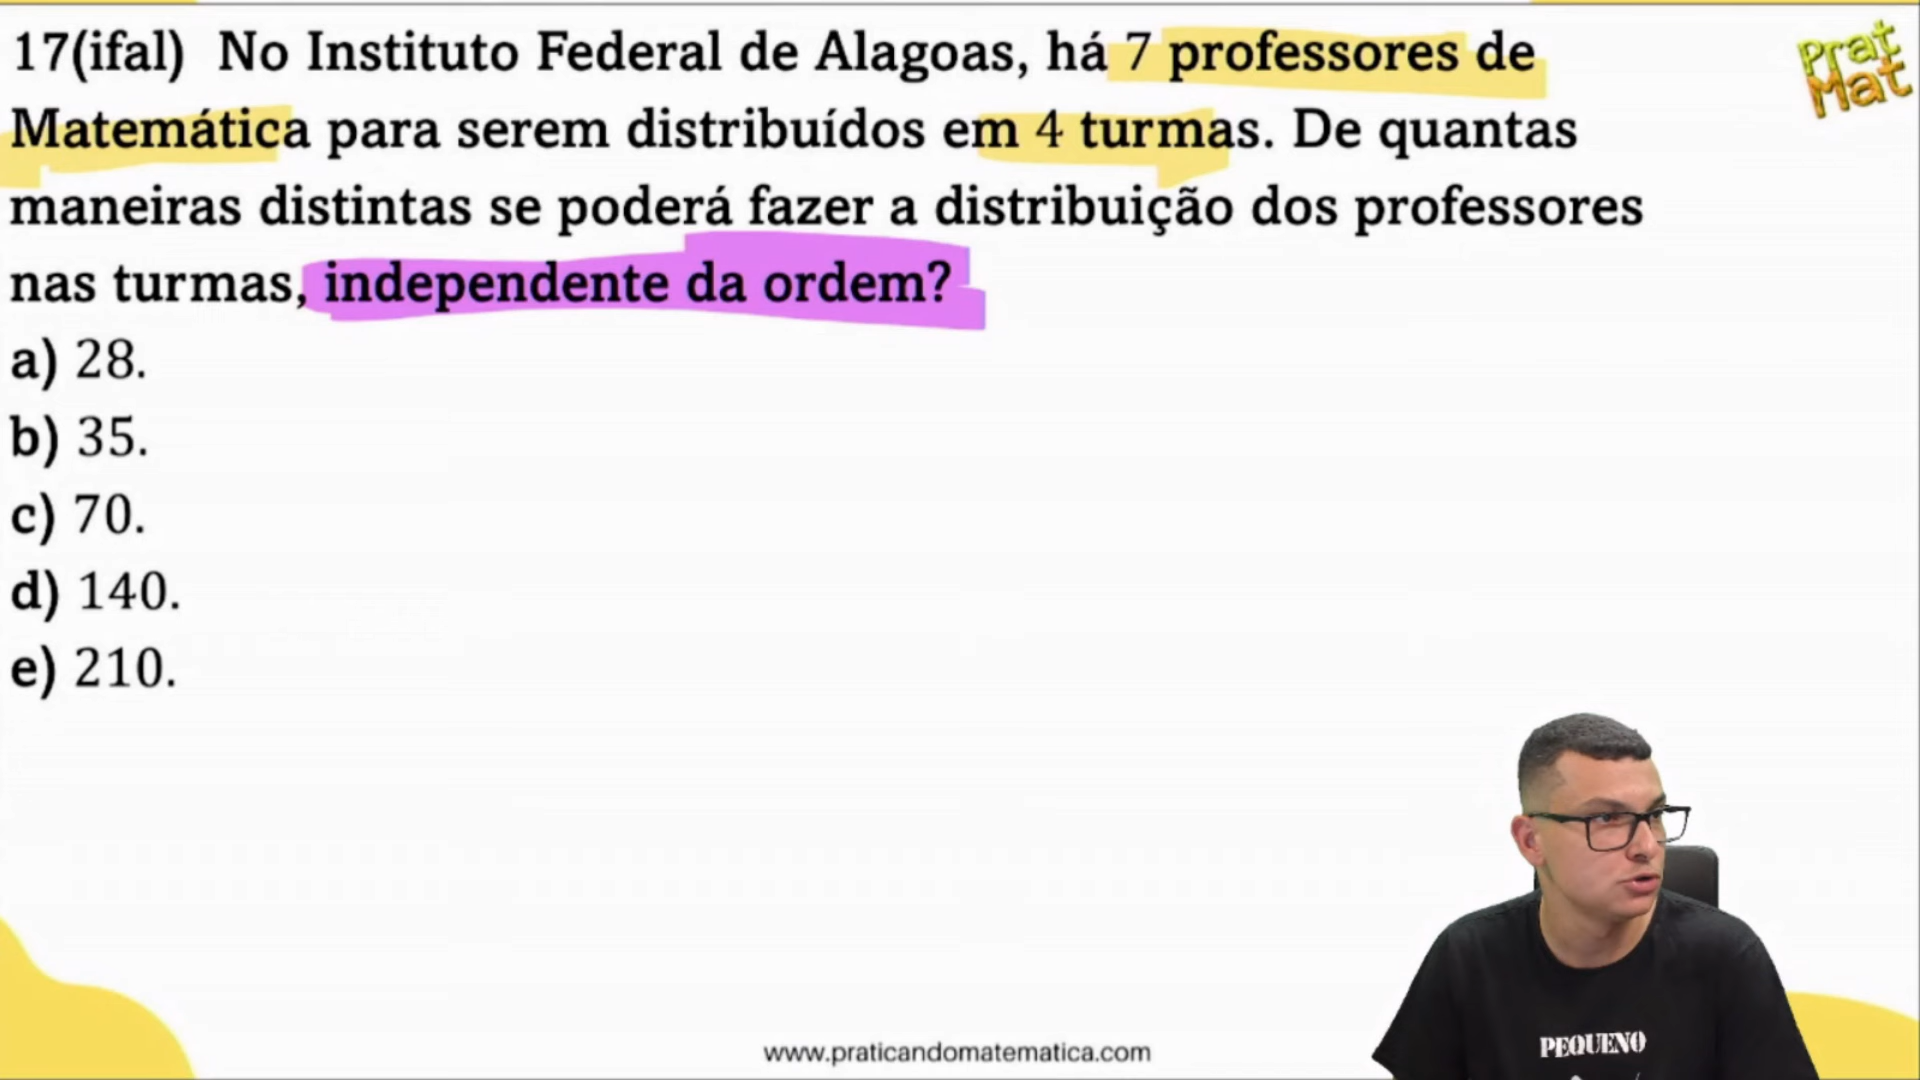 17(ifal) No Instituto Federal de Alagoas, há 7 professores de
Matemática para serem distribuídos em 4 turmas. De quantas
maneiras distintas se poderá fazer a distribuição dos professores
nas turmas, independente da ordem?
a) 28.
b) 35.
c) 70.
d) 140.
e) 210.
Prat
Mat
PEQUENO
www.praticandomatematica.com